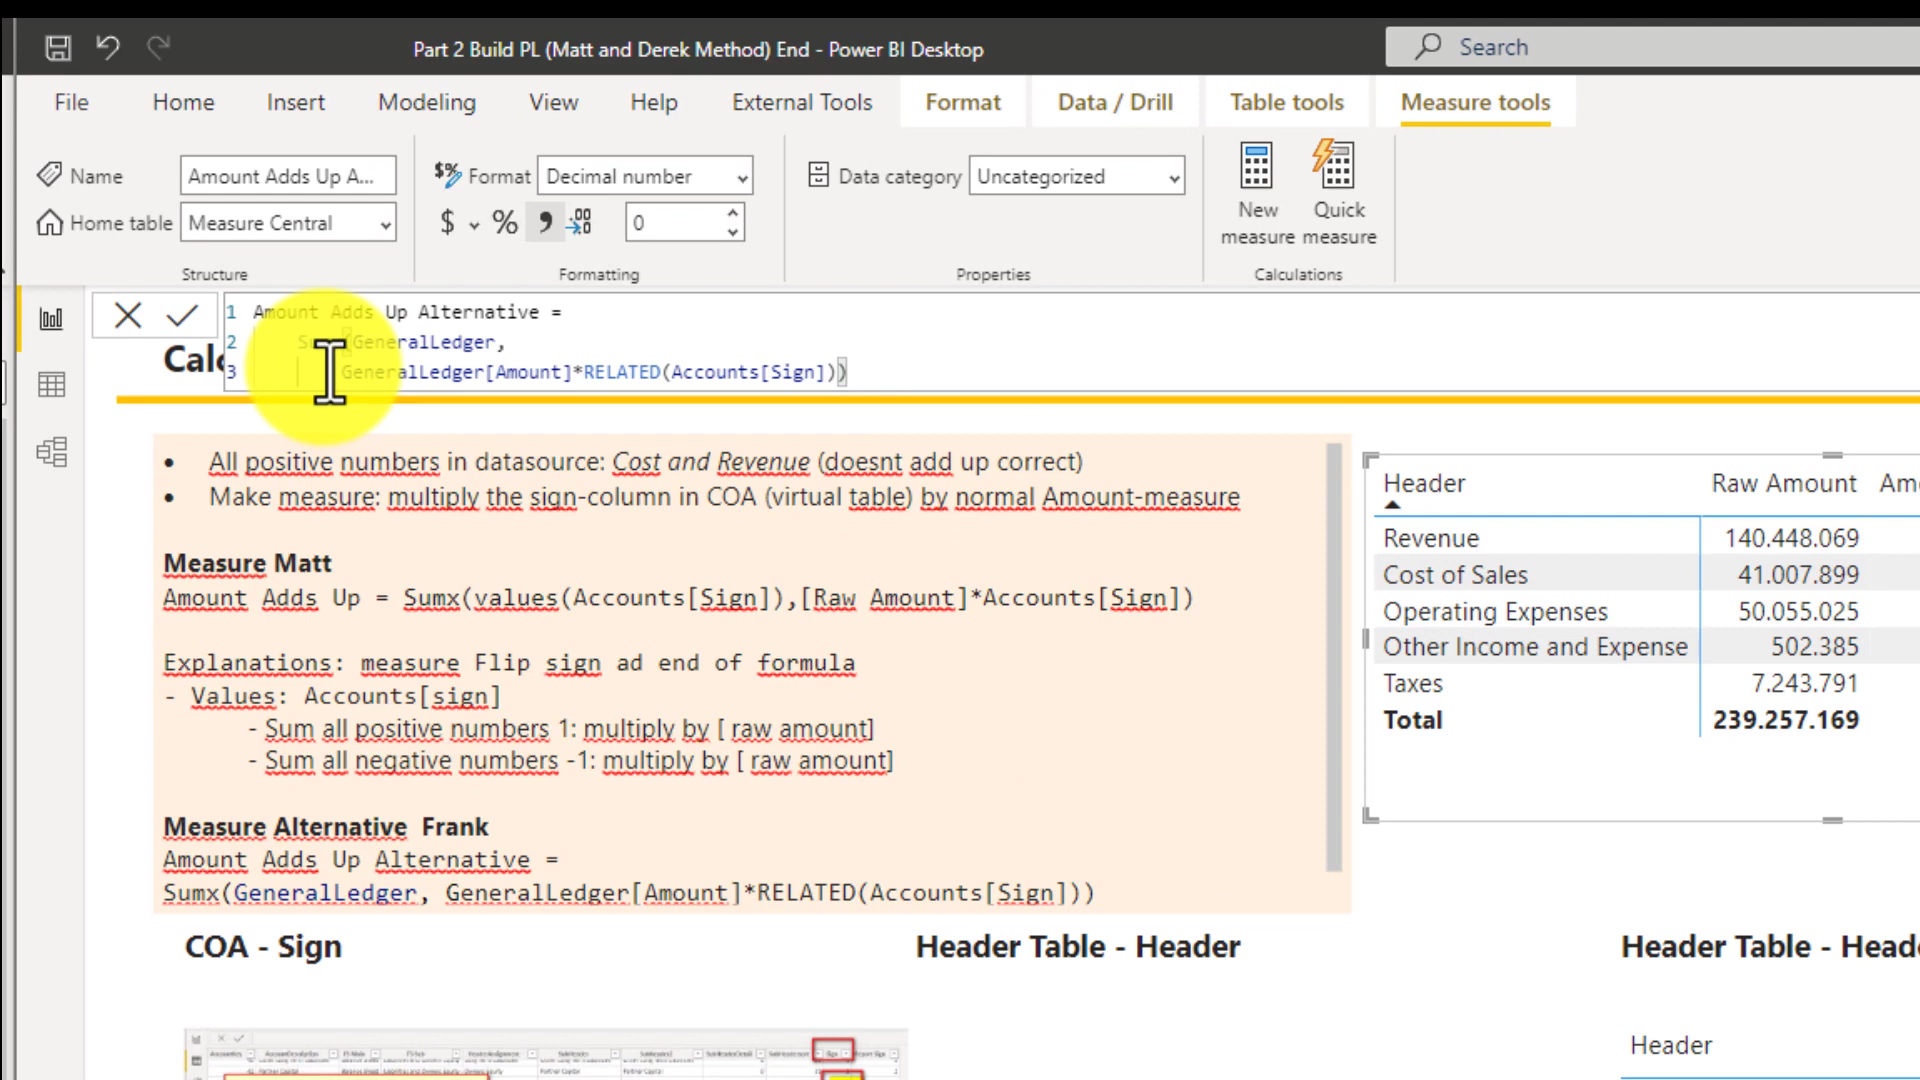 Part 2 Build PL (Matt and Derek Method) End - Power BI Desktop
Search
File Home Insert Modeling View Help External Tools Format Data / Drill Table tools Measure tools
Name Amount Adds Up A... $% Format Decimal number Data category Uncategorized
Home table Measure Central $ % 0
New measure
Quick measure
Structure Formatting Properties Calculations
1 Amount Adds Up Alternative =
2 (GeneralLedger,
3 GeneralLedger[Amount]*RELATED(Accounts[Sign]))
• All positive numbers in datasource: Cost and Revenue (doesnt add up correct)
• Make measure: multiply the sign-column in COA (virtual table) by normal Amount-measure
Measure Matt
Amount Adds Up = Sumx(values(Accounts[Sign]),[Raw Amount]*Accounts[Sign])
Explanations: measure Flip sign ad end of formula
- Values: Accounts[sign]
- Sum all positive numbers 1: multiply by [ raw amount]
- Sum all negative numbers -1: multiply by [ raw amount]
Measure Alternative Frank
Amount Adds Up Alternative =
Sumx(GeneralLedger, GeneralLedger[Amount]*RELATED(Accounts[Sign]))
Header Raw Amount
Revenue 140.448.069
Cost of Sales 41.007.899
Operating Expenses 50.055.025
Other Income and Expense 502.385
Taxes 7.243.791
Total 239.257.169
COA - Sign
Header Table - Header
Header Table -
Header